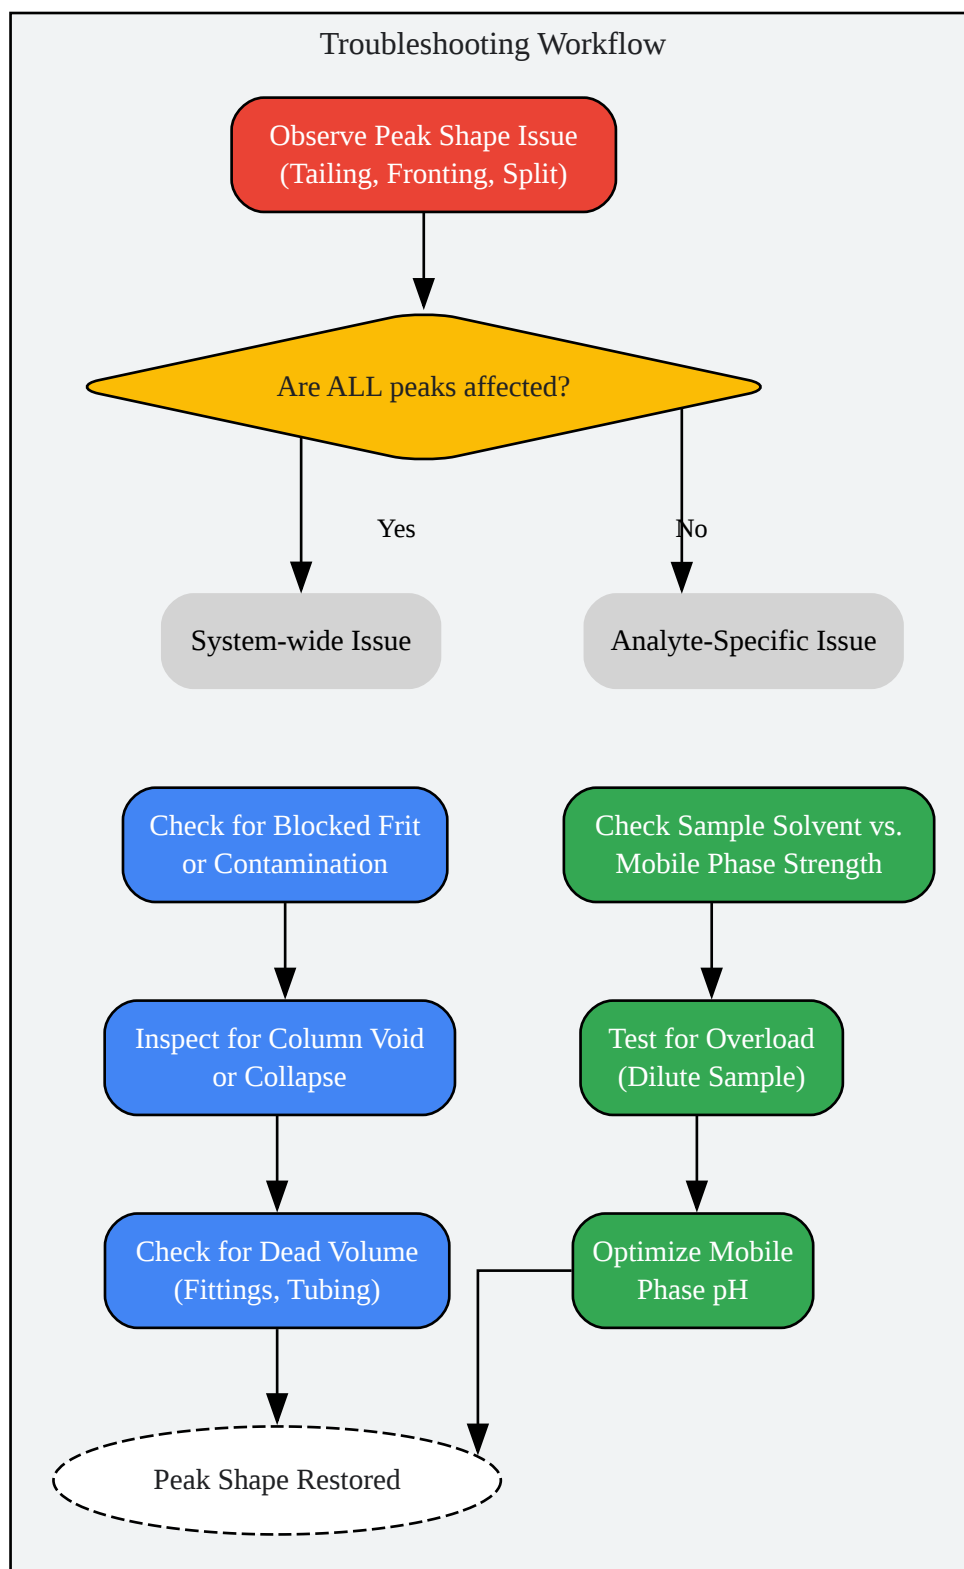 Troubleshooting Workflow
Observe Peak Shape Issue
(Tailing, Fronting, Split)
Are ALL peaks affected?
Yes
No
System-wide Issue
Analyte-Specific Issue
Check for Blocked Frit
or Contamination
Check Sample Solvent vs.
Mobile Phase Strength
Inspect for Column Void
or Collapse
Test for Overload
(Dilute Sample)
Check for Dead Volume
(Fittings, Tubing)
Optimize Mobile
Phase pH
Peak Shape Restored